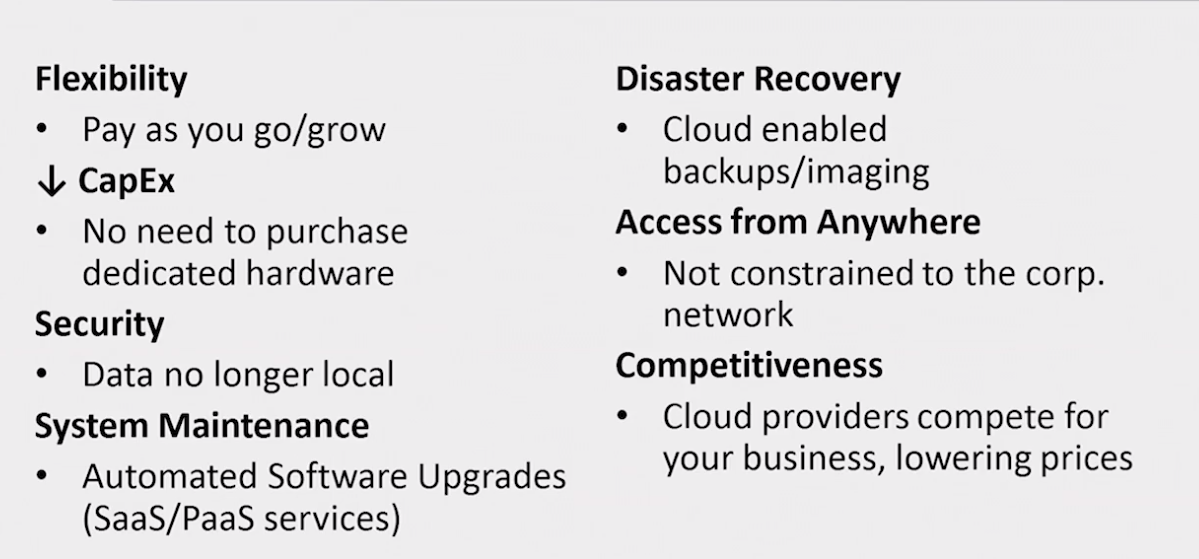 Flexibility
• Pay as you go/grow
↓ CapEx
• No need to purchase
dedicated hardware
Security
• Data no longer local
System Maintenance
• Automated Software Upgrades
(SaaS/PaaS services)
Disaster Recovery
• Cloud enabled
backups/imaging
Access from Anywhere
• Not constrained to the corp.
network
Competitiveness
• Cloud providers compete for
your business, lowering prices